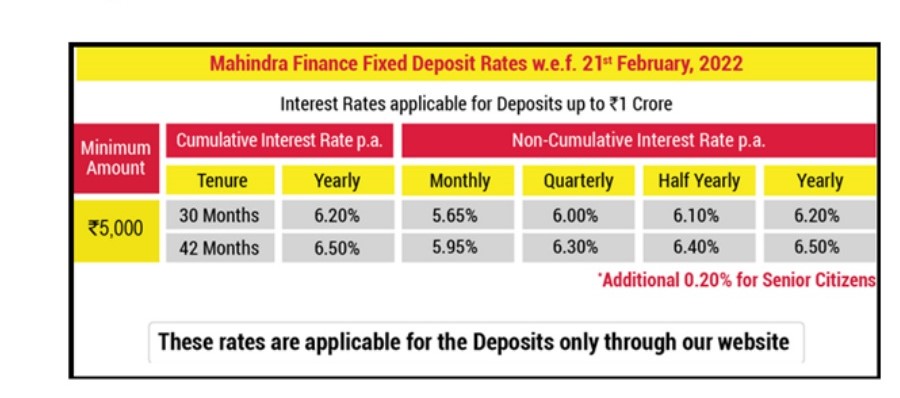 Mahindra Finance Fixed Deposit Rates w.e.f. 21st February, 2022
Interest Rates applicable for Deposits up to ₹1 Crore
Minimum Amount Cumulative Interest Rate p.a. Non-Cumulative Interest Rate p.a.
Tenure Yearly Monthly Quarterly Half Yearly Yearly
₹5,000
30 Months 6.20% 5.65% 6.00% 6.10% 6.20%
42 Months 6.50% 5.95% 6.30% 6.40% 6.50%
*Additional 0.20% for Senior Citizens
These rates are applicable for the Deposits only through our website